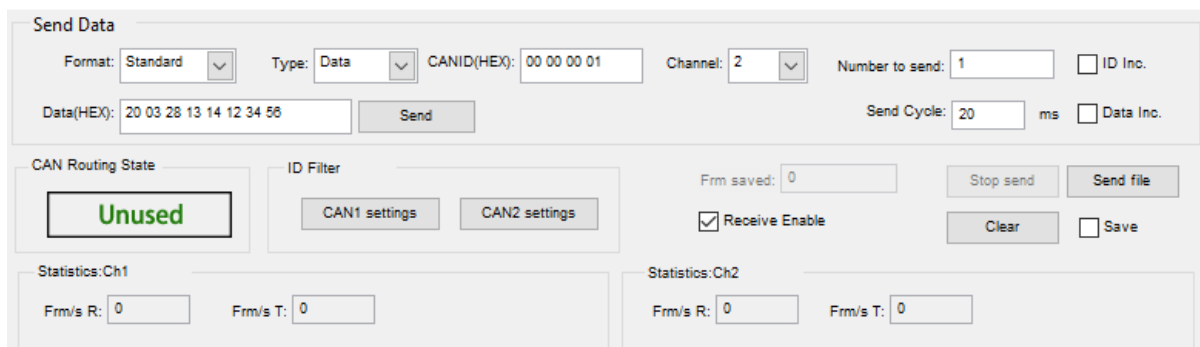 Send Data
Format: Standard Type: Data CANID(HEX): 00 00 00 01 Channel: 2 Number to send: 1 ID Inc.
Data(HEX): 20 03 28 13 14 12 34 56 Send Send Cycle: 20 ms Data Inc.
CAN Routing State ID Filter Frm saved: 0 Stop send Send file
Unused CAN1 settings CAN2 settings Receive Enable Clear Save
Statistics:Ch1 Statistics:Ch2
Frm/s R: 0 Frm/s T: 0 Frm/s R: 0 Frm/s T: 0